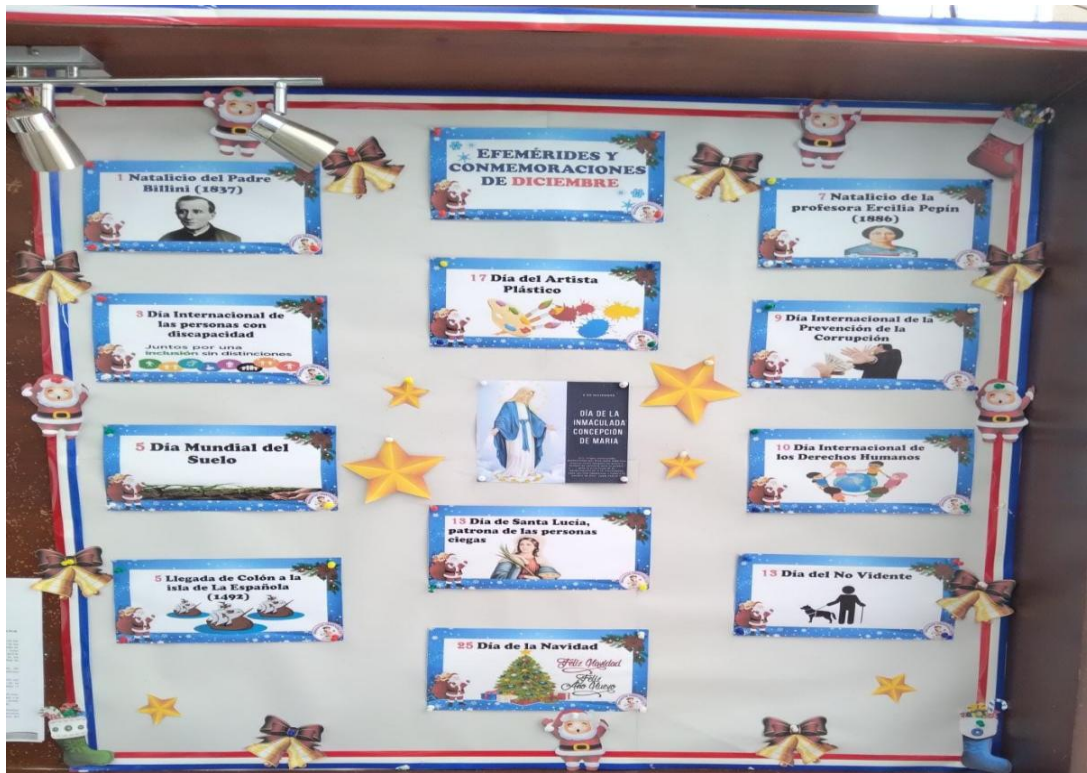 EFEMÉRIDES Y
CONMEMORACIONES
DE DICIEMBRE
1 Natalicio del Padre
Billini (1837)
3 Día Internacional de
las personas con
discapacidad
Juntos por una
inclusión sin distinciones
5 Día Mundial del
Suelo
5 Llegada de Colón a la
isla de La Española
(1492)
17 Día del Artista
Plástico
DÍA DE LA
INMACULADA
CONCEPCIÓN
DE MARIA
13 Día de Santa Lucía,
patrona de las personas
ciegas
25 Día de la Navidad
Feliz Navidad
Feliz
Año Nuevo
7 Natalicio de la
profesora Ercilia Pepín
(1886)
9 Día Internacional de la
Prevención de la
Corrupción
10 Día Internacional de
los Derechos Humanos
13 Día del No Vidente